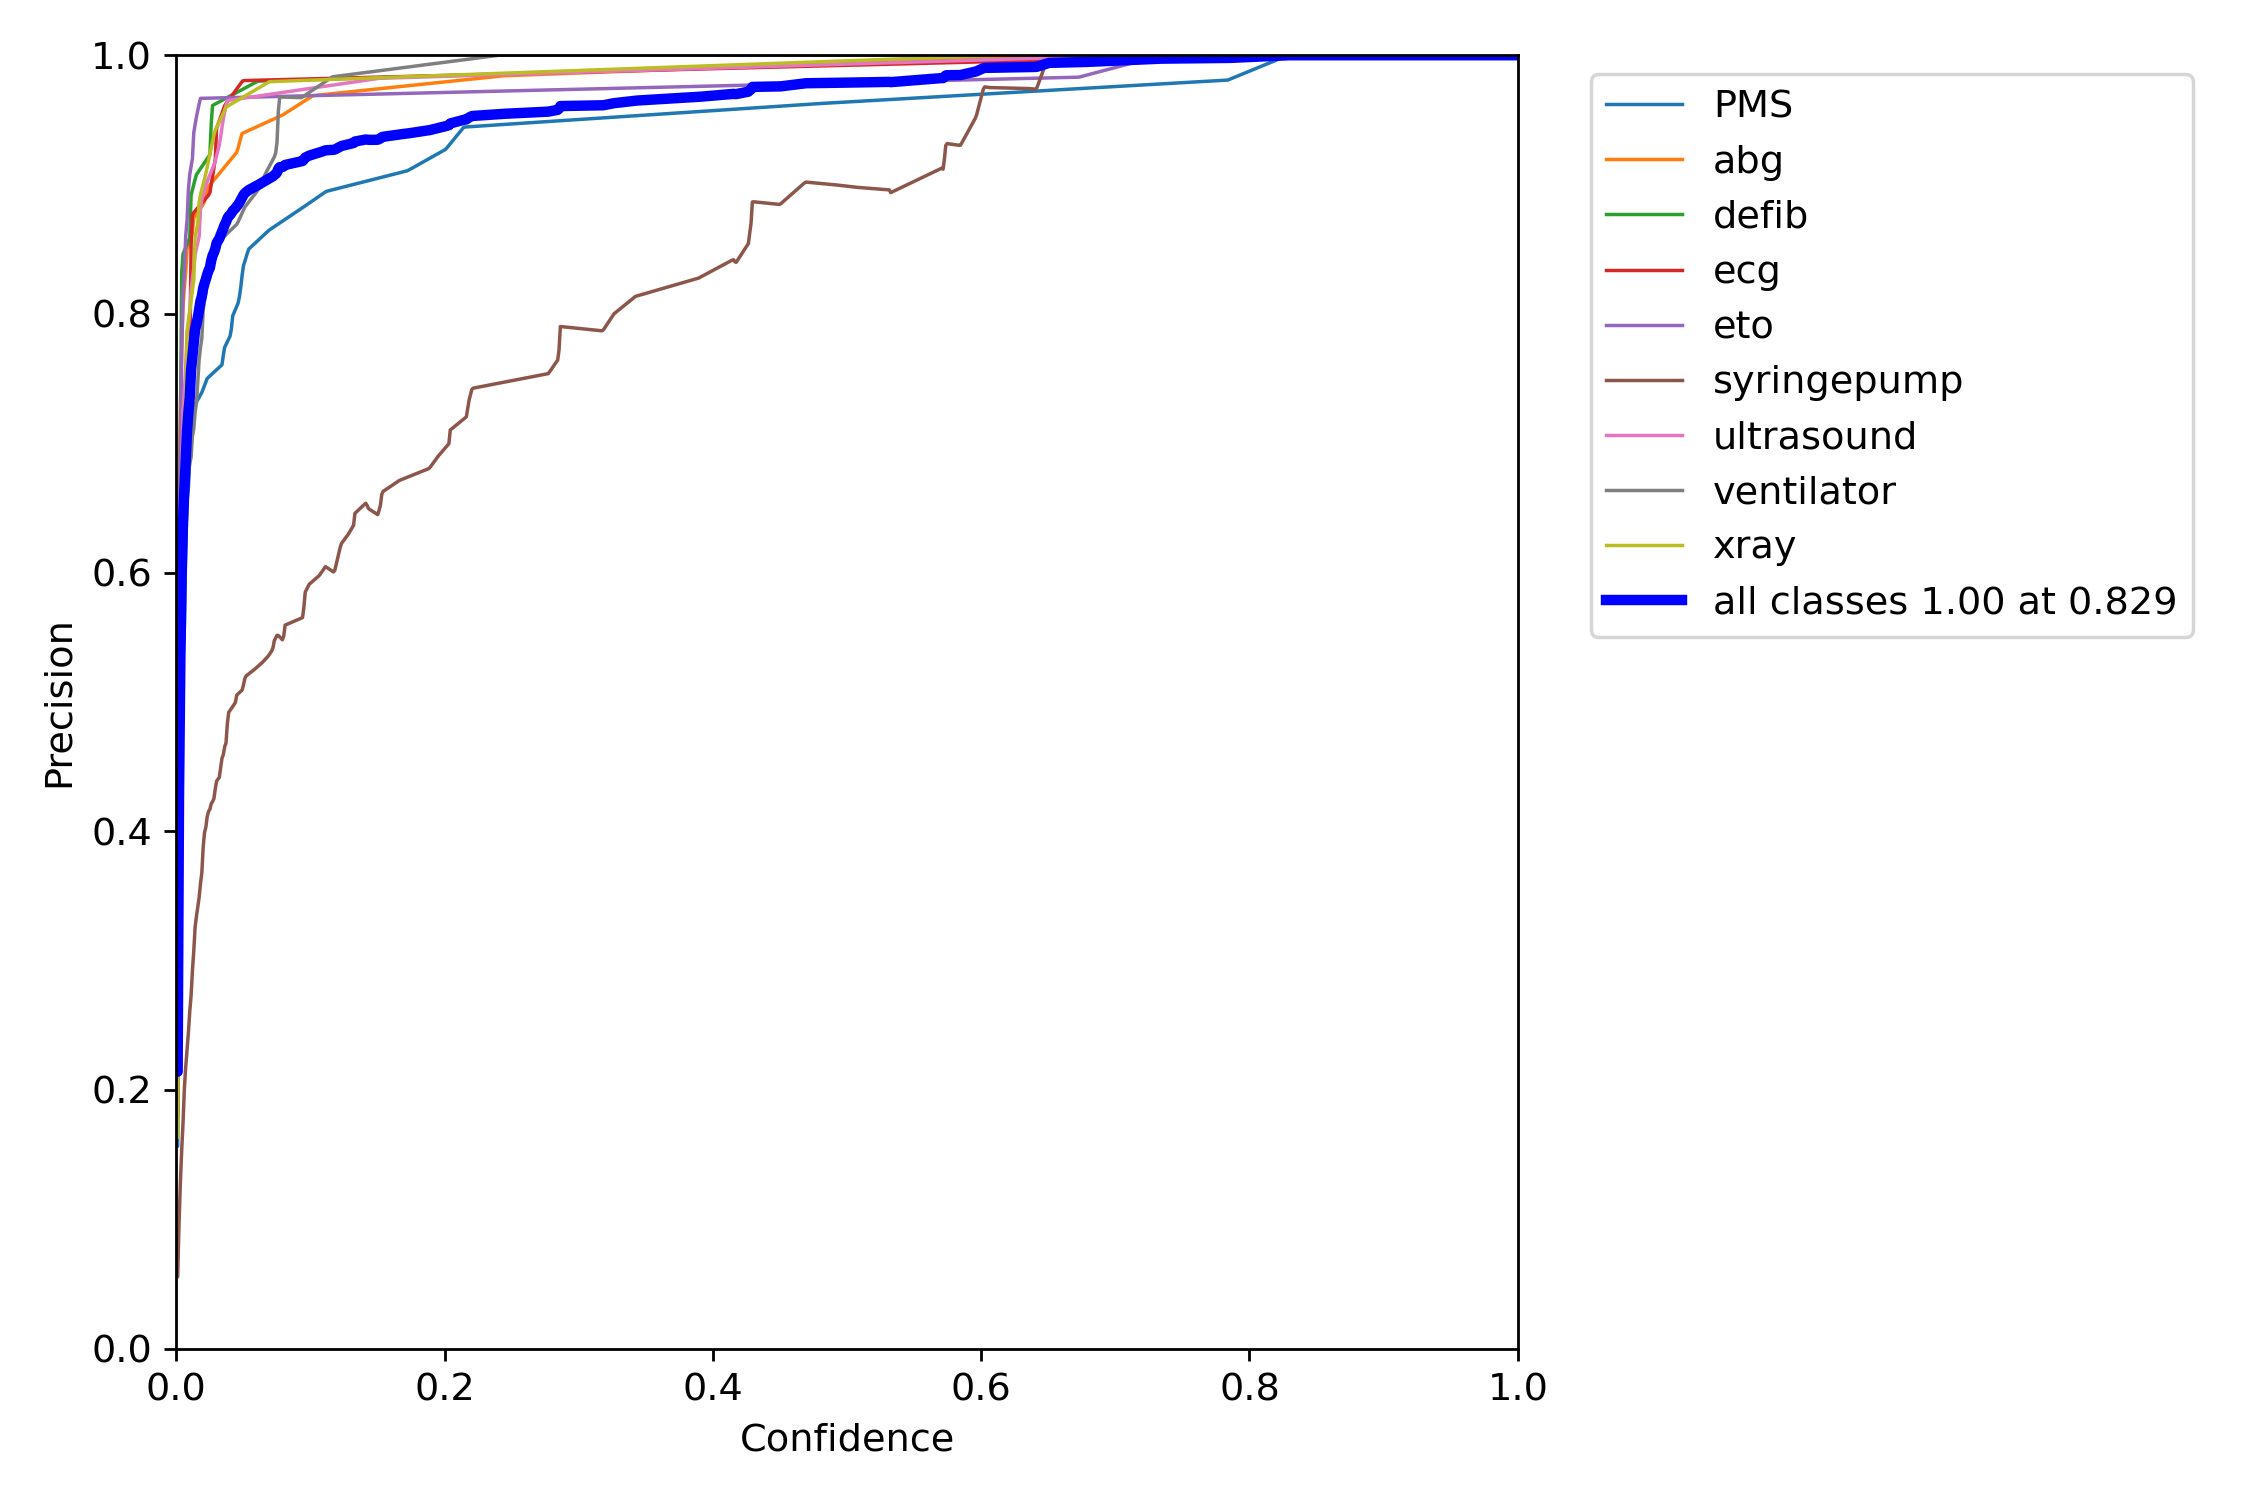 1.0
0.8
0.6
0.4
0.2
0.0
Precision
0.0 0.2 0.4 0.6 0.8 1.0
Confidence
PMS
abg
defib
ecg
eto
syringepump
ultrasound
ventilator
xray
all classes 1.00 at 0.829